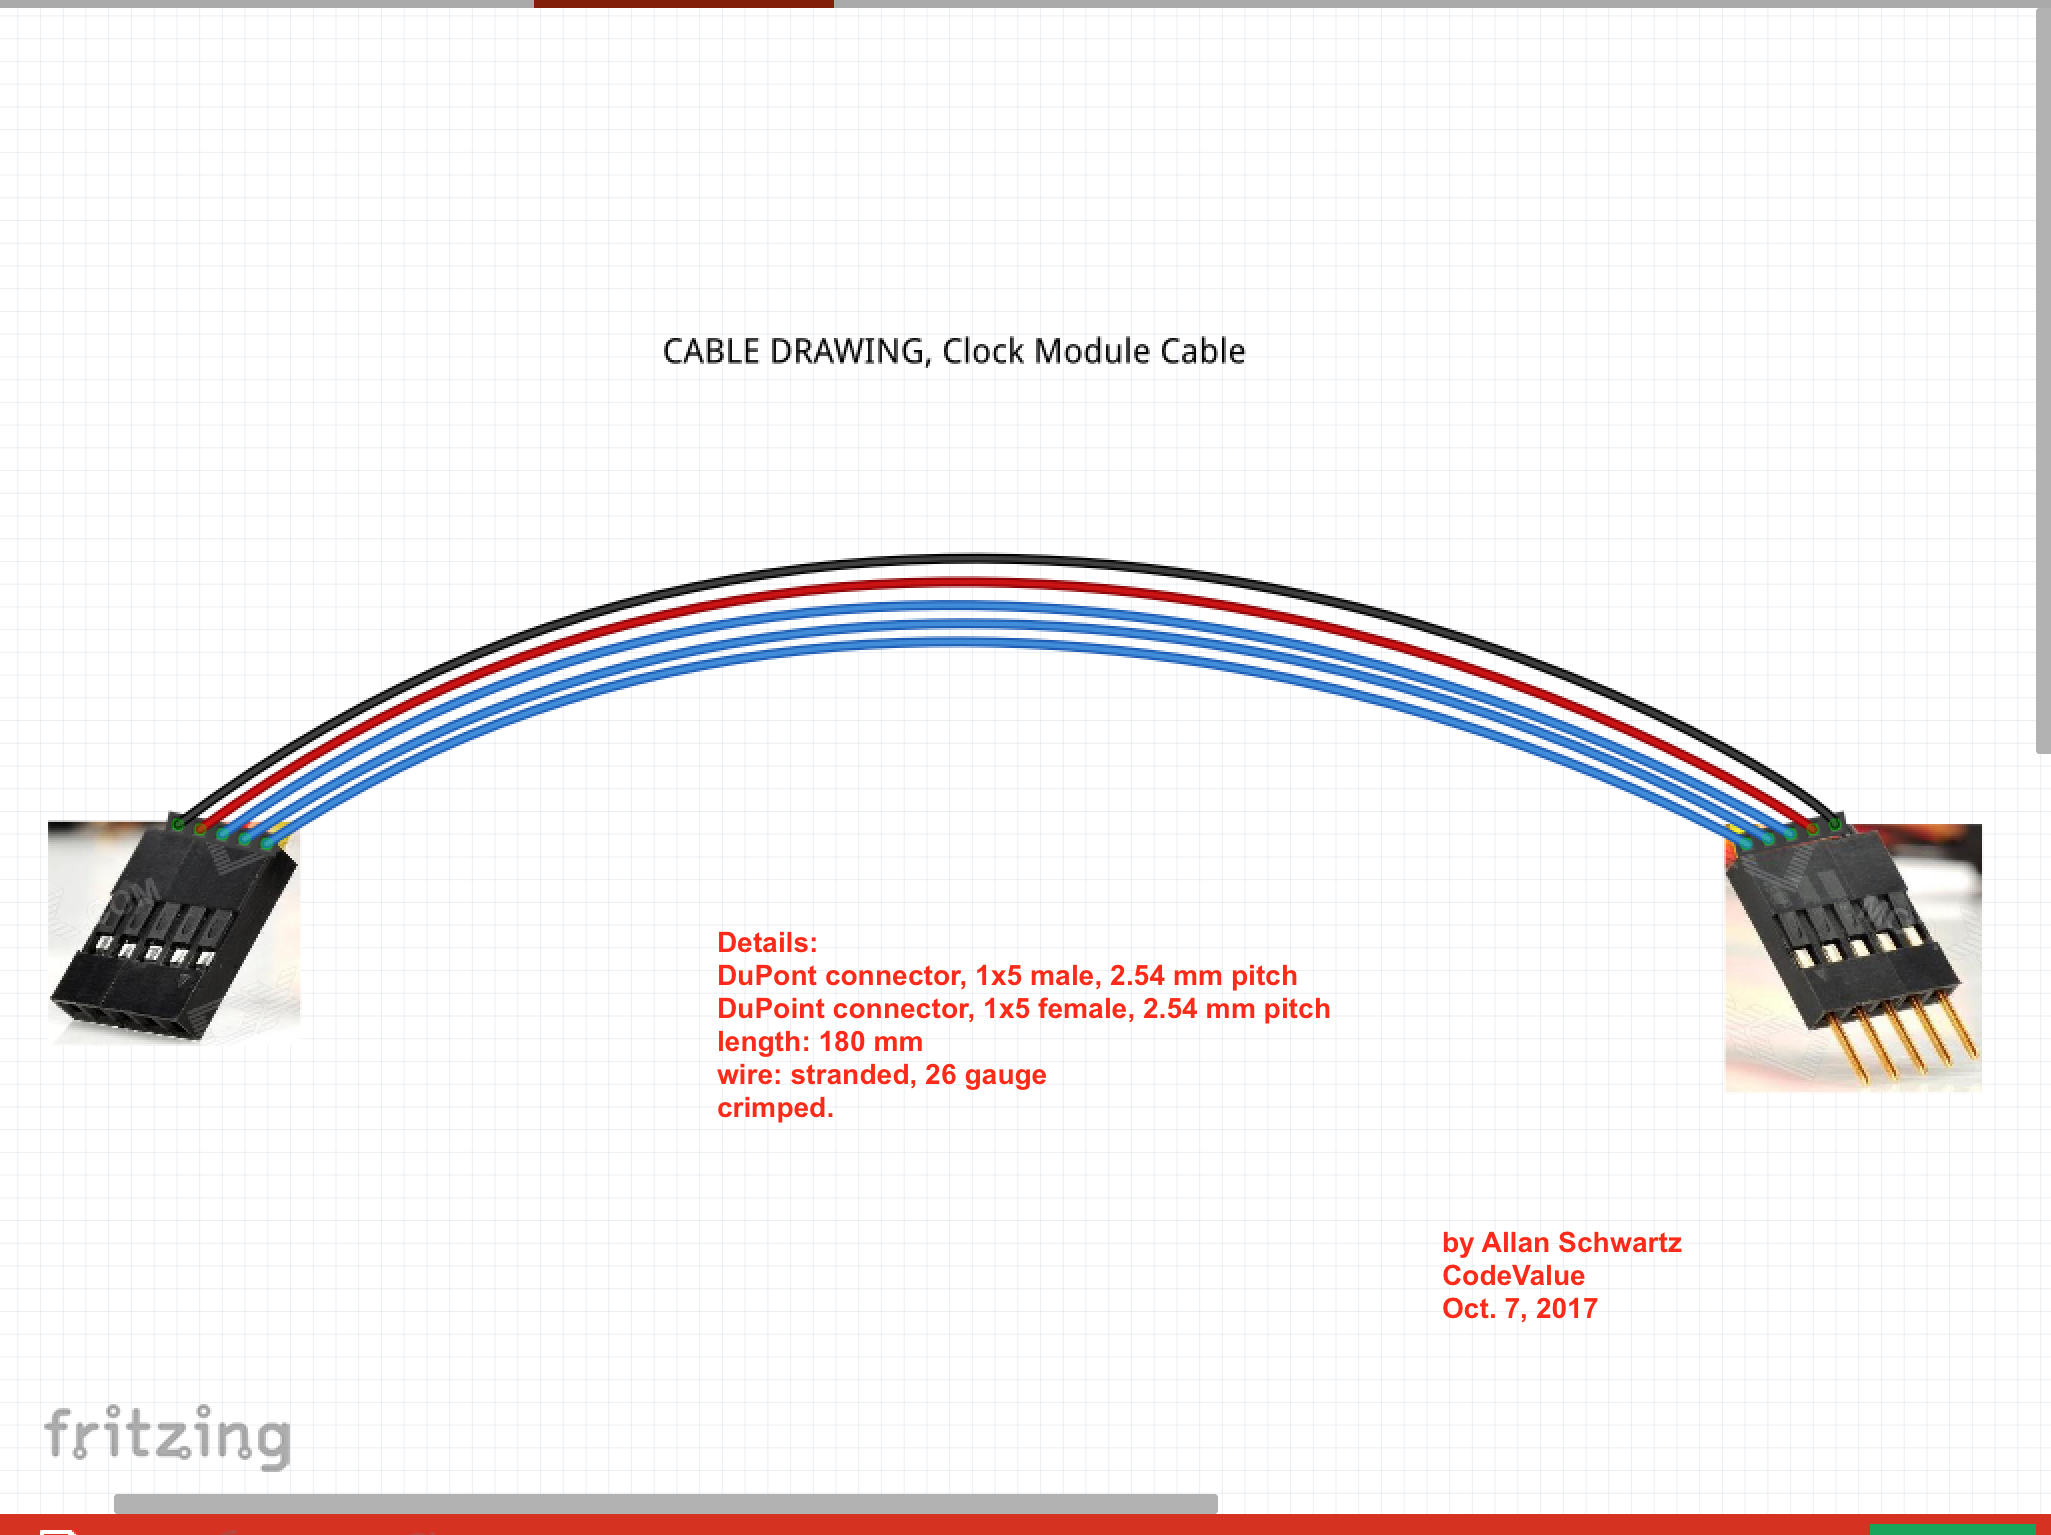 CABLE DRAWING, Clock Module Cable
Details:
DuPont connector, 1x5 male, 2.54 mm pitch
DuPoint connector, 1x5 female, 2.54 mm pitch
length: 180 mm
wire: stranded, 26 gauge
crimped.
by Allan Schwartz
CodeValue
Oct. 7, 2017
fritzing